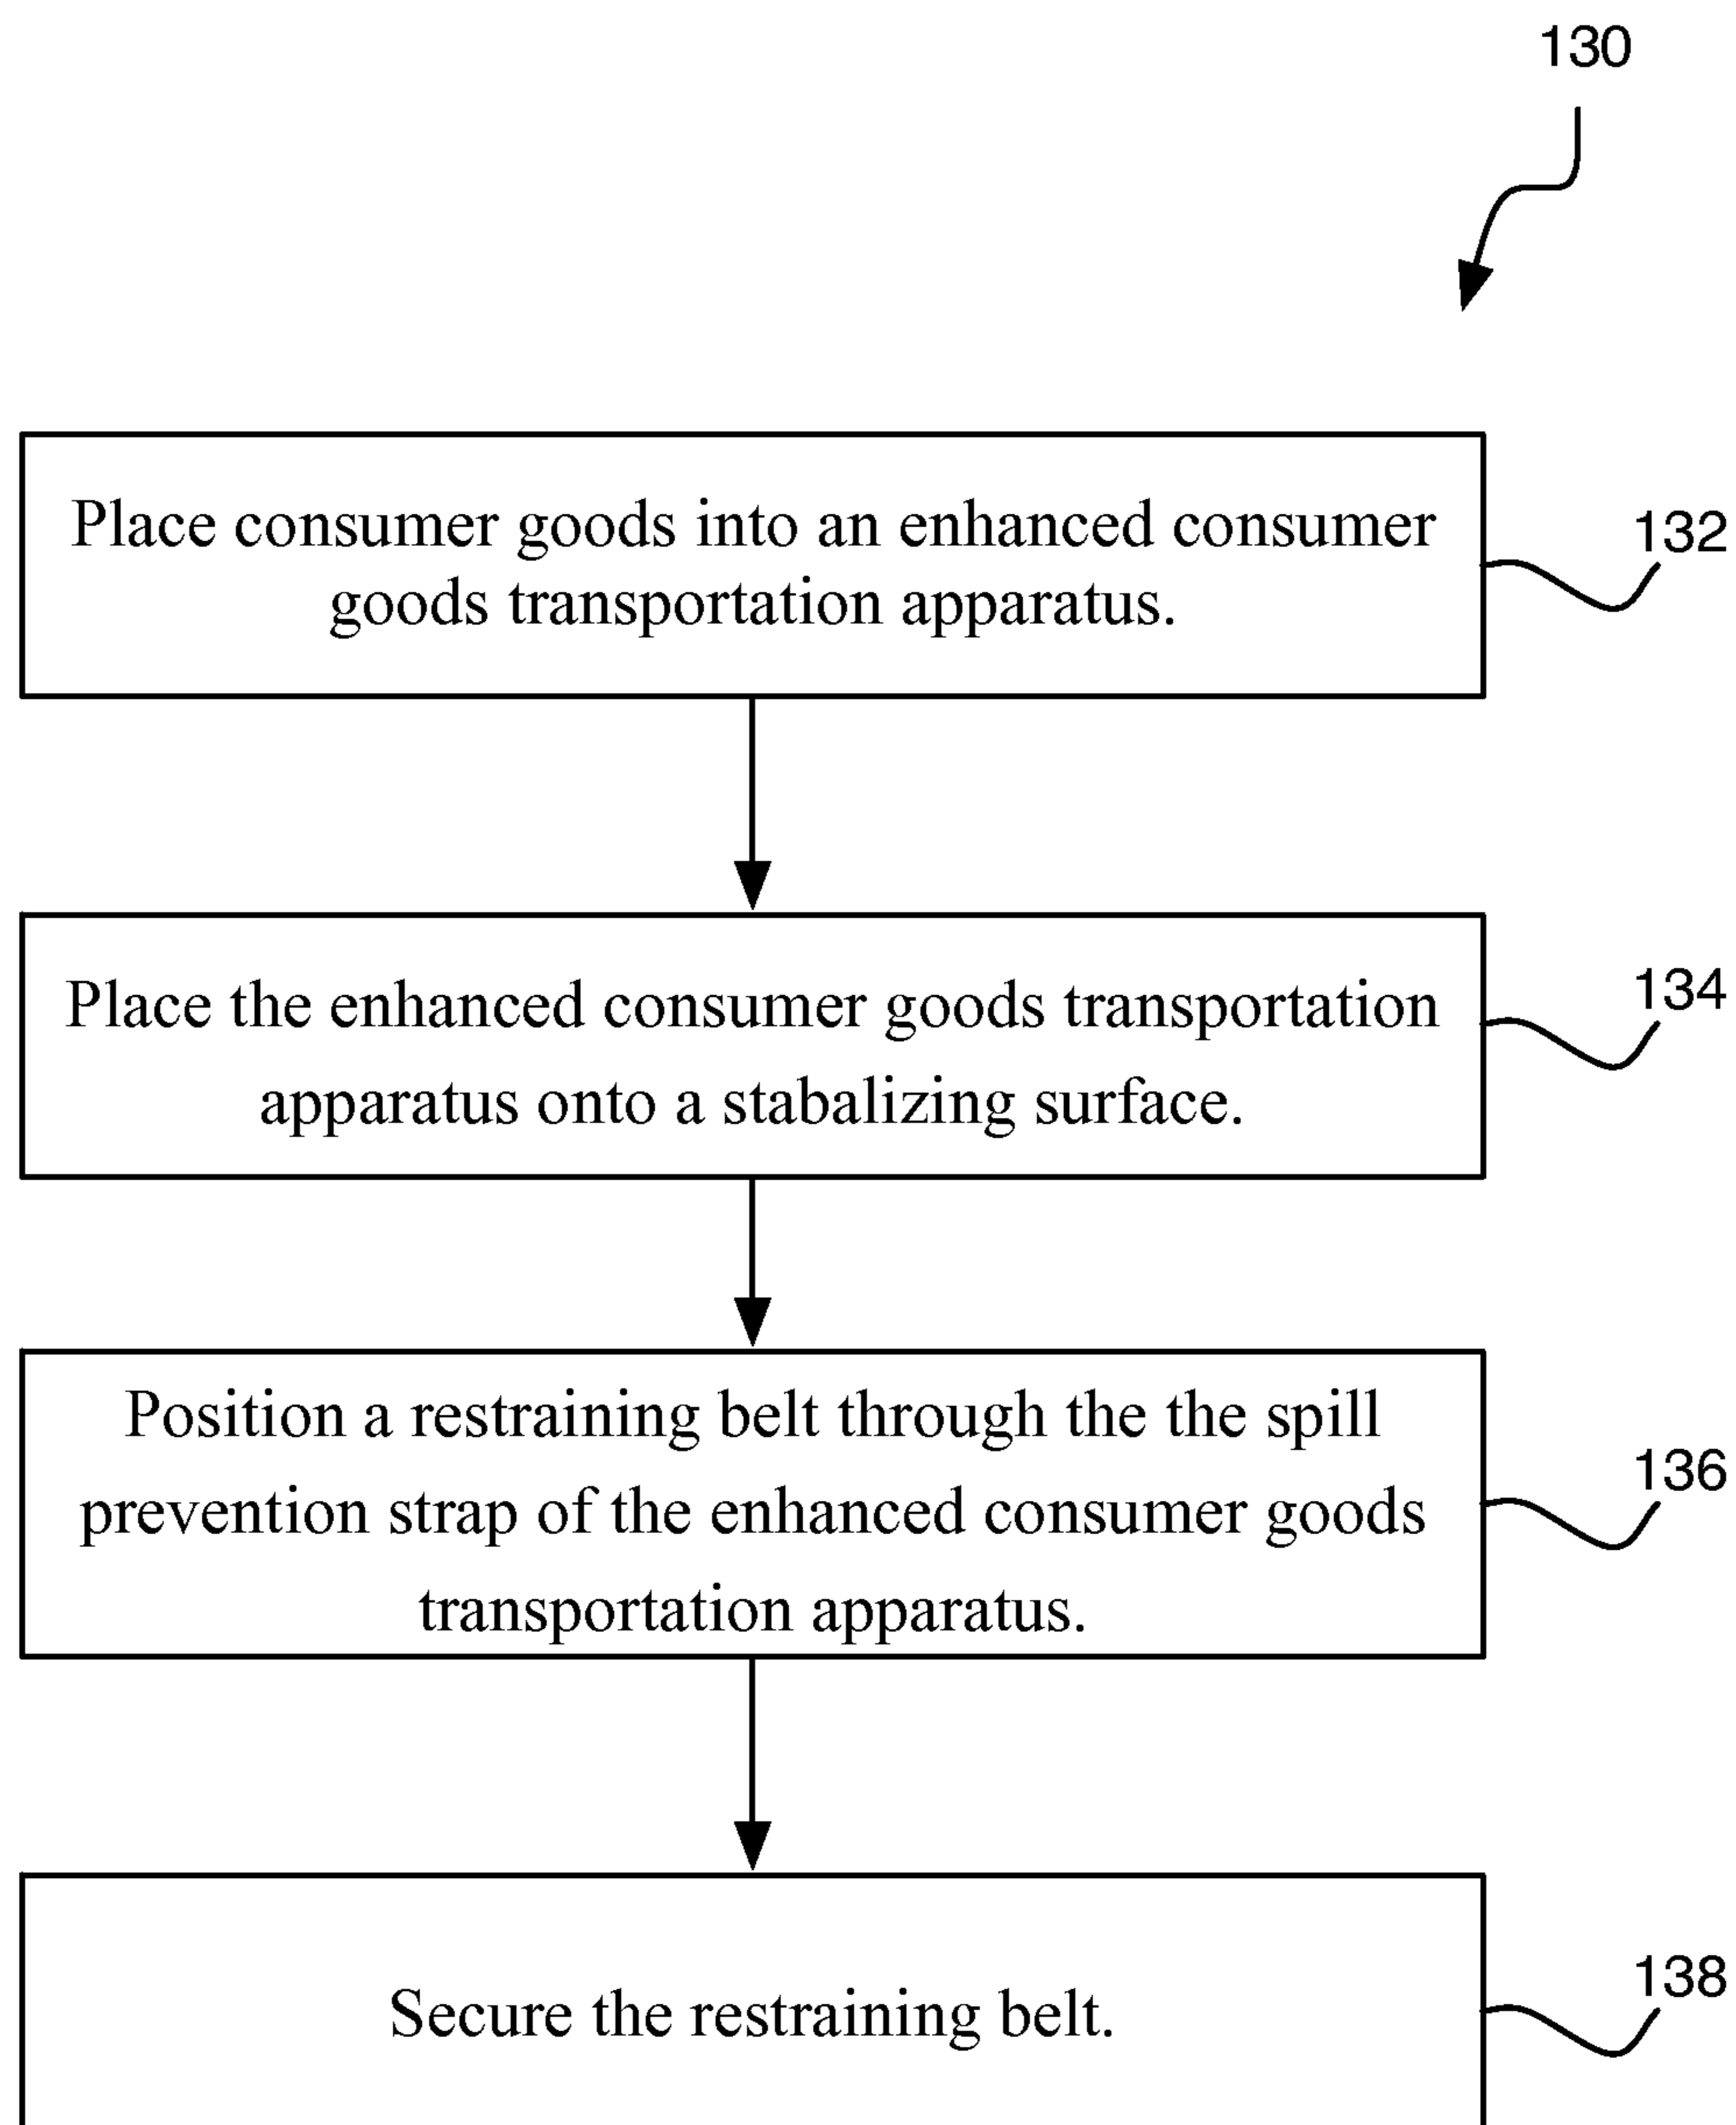 130
Place consumer goods into an enhanced consumer
goods transportation apparatus.
132
Place the enhanced consumer goods transportation
apparatus onto a stabalizing surface.
134
Position a restraining belt through the the spill
prevention strap of the enhanced consumer goods
transportation apparatus.
136
Secure the restraining belt.
138